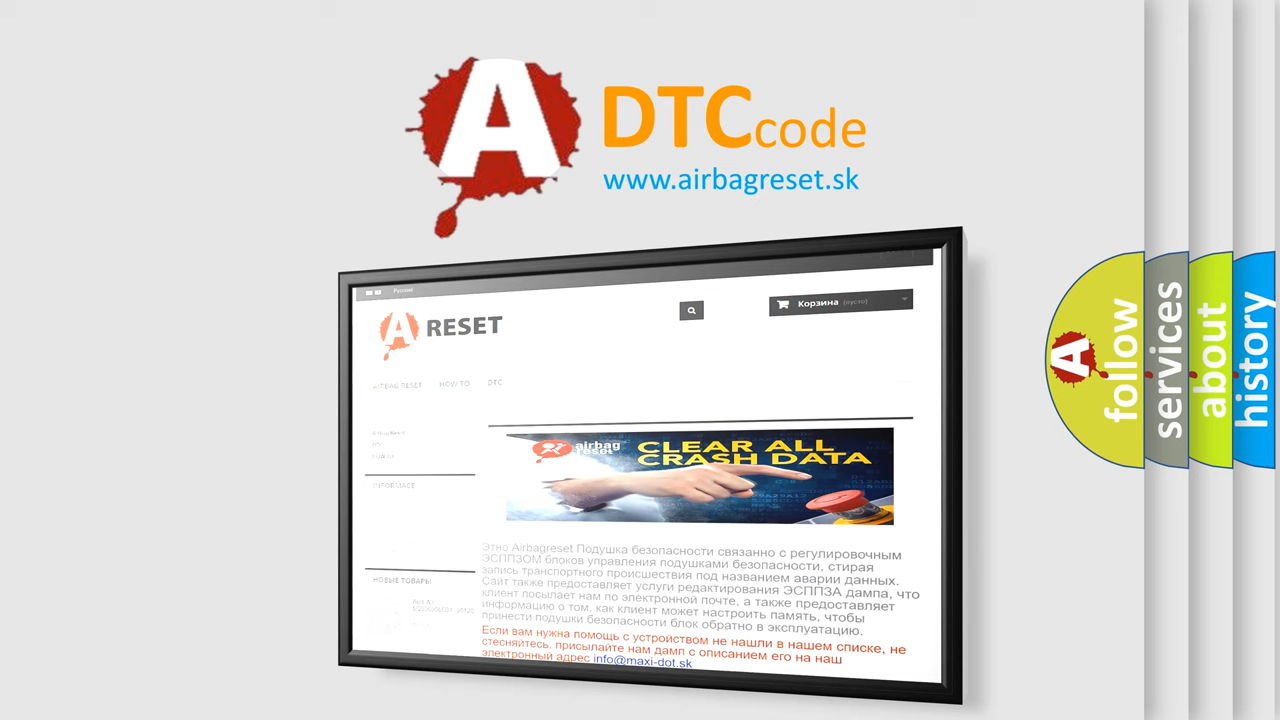 A DTCcode
www.airbagreset.sk
Русский
A RESET
Корзина (пусто)
AIRBAG RESET HOW TO DTC
INFORMACE
airbag
reset
CLEAR ALL
CRASH DATA
Этно Airbagreset Подушка безопасности связанно с регулировочным
ЭСППЗОМ блоков управления подушками безопасности, стирая
запись транспортного происшествия под названием аварии данных.
Сайт также предоставляет услуги редактирования ЭСППЗА дампа, что
клиент посылает нам по электронной почте, а также предоставляет
информацию о том, как клиент может настроить память, чтобы
принести подушки безопасности блок обратно в эксплуатацию.
Если вам нужна помощь с устройством не нашли в нашем списке, не
стесняйтесь, присылайте нам дамп с описанием его на наш
электронный адрес info@maxi-dot.sk
НОВЫЕ ТОВАРЫ
A follow
services
about
history